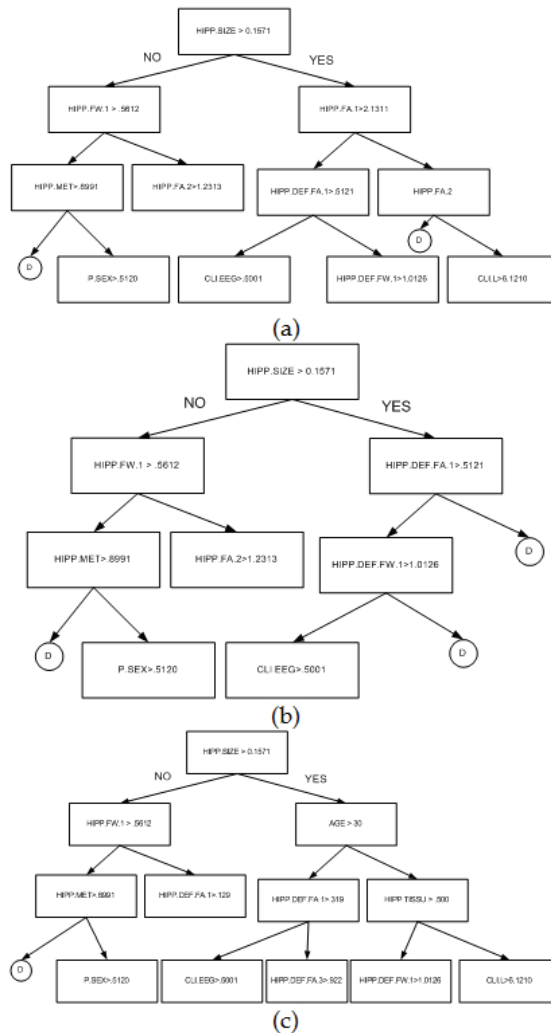 HIPP.SIZE > 0.1571
NO
YES
HIPP.FW.1 > .5612
HIPP.FA.1>2.1311
HIPP.MET>.8991
HIPP.FA.2>1.2313
HIPP.DEF.FA.1>.5121
HIPP.FA.2
D
D
P.SEX>.5120
CLI.EEG>.5001
HIPP.DEF.FW.1>1.0126
CLI.L>6.1210
(a)
HIPP.SIZE > 0.1571
NO
YES
HIPP.FW.1 > .5612
HIPP.DEF.FA.1>.5121
HIPP.MET>.8991
HIPP.FA.2>1.2313
HIPP.DEF.FW.1>1.0126
D
D
D
P.SEX>.5120
CLI.EEG>.5001
(b)
HIPP.SIZE > 0.1571
NO
YES
HIPP.FW.1 > .5612
AGE > 30
HIPP.MET>.8991
HIPP.DEF.FA.1>.129
HIPP.DEF.FA.1>.319
HIPP.TISSU > .500
D
P.SEX>.5120
CLI.EEG>.5001
HIPP.DEF.FA.3>.922
HIPP.DEF.FW.1>1.0126
CLI.L>6.1210
(c)